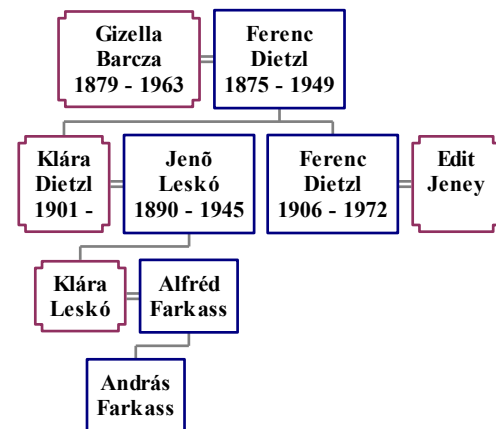 Gizella
Barcza
1879 - 1963
Ferenc
Dietzl
1875 - 1949
Klára
Dietzl
1901 -
Jenõ
Leskó
1890 - 1945
Ferenc
Dietzl
1906 - 1972
Edit
Jeney
Klára
Leskó
Alfréd
Farkass
András
Farkass